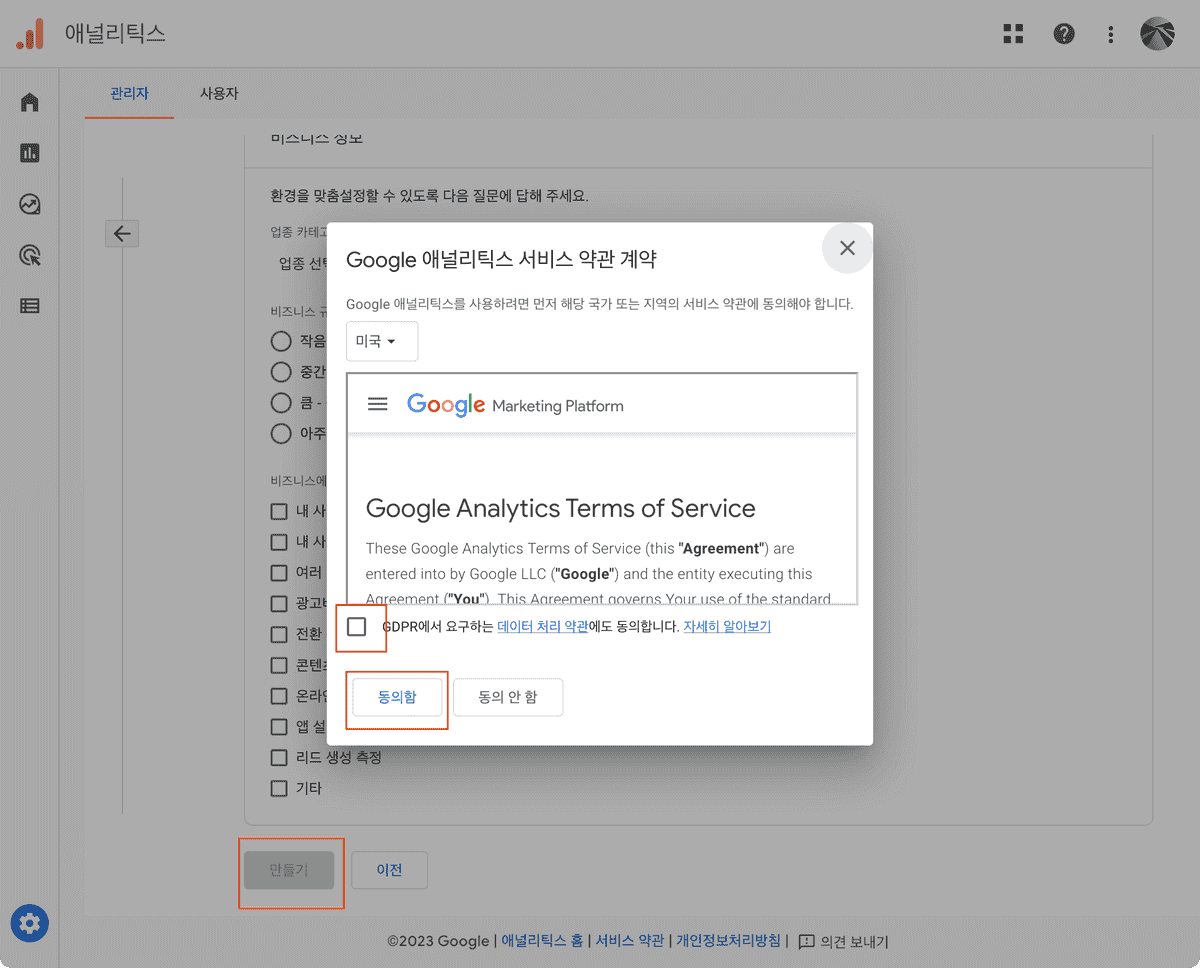 애널리틱스
관리자
사용자
비즈니스 정보
환경을 맞춤설정할 수 있도록 다음 질문에 답해 주세요.
업종 카테고
업종 선택
비즈니스 규
작음
중간
큼 -
아주
비즈니스에
내 사
내 사
여러
광고비
전환
콘텐츠
온라인
앱 설
리드 생성 측정
기타
Google 애널리틱스 서비스 약관 계약
Google 애널리틱스를 사용하려면 먼저 해당 국가 또는 지역의 서비스 약관에 동의해야 합니다.
미국
Google Marketing Platform
Google Analytics Terms of Service
These Google Analytics Terms of Service (this "Agreement") are
entered into by Google LLC ("Google") and the entity executing this
Agreement ("You"). This Agreement governs Your use of the standard
GDPR에서 요구하는 데이터 처리 약관에도 동의합니다. 자세히 알아보기
동의함
동의 안 함
만들기
이전
©2023 Google | 애널리틱스 홈 | 서비스 약관 | 개인정보처리방침 | 의견 보내기